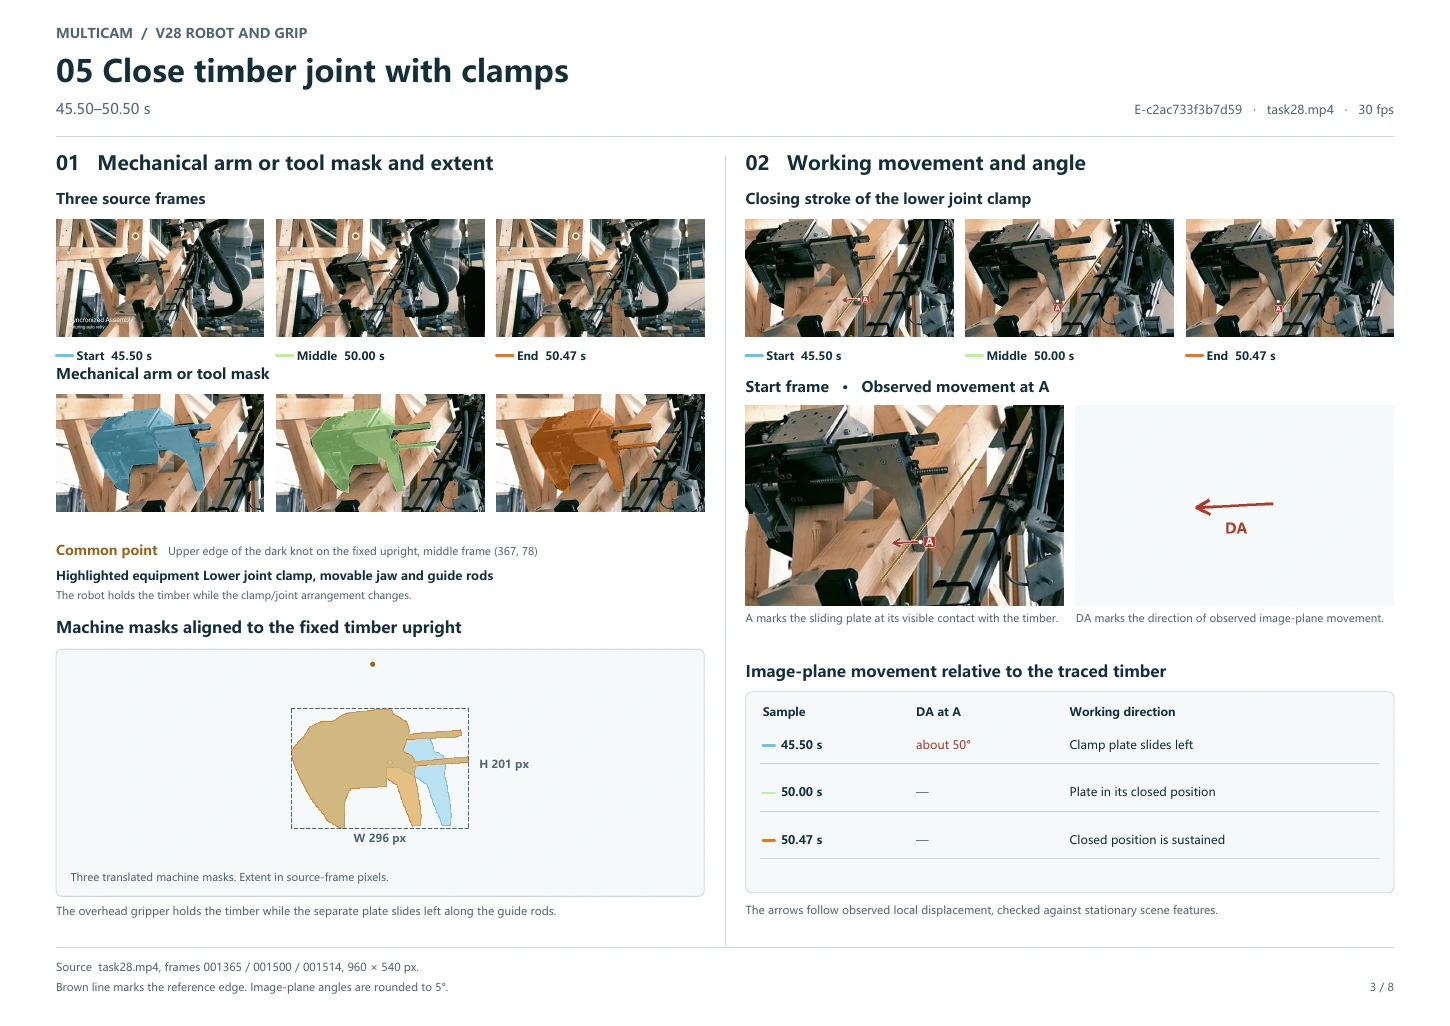 MULTICAM / V28 ROBOT AND GRIP
05 Close timber joint with clamps
45.50–50.50 s
E-c2ac733f3b7d59 · task28.mp4 · 30 fps
01 Mechanical arm or tool mask and extent
Three source frames
Start 45.50 s
Middle 50.00 s
End 50.47 s
Mechanical arm or tool mask
Common point Upper edge of the dark knot on the fixed upright, middle frame (367, 78)
Highlighted equipment Lower joint clamp, movable jaw and guide rods
The robot holds the timber while the clamp/joint arrangement changes.
Machine masks aligned to the fixed timber upright
H 201 px
W 296 px
Three translated machine masks. Extent in source-frame pixels.
The overhead gripper holds the timber while the separate plate slides left along the guide rods.
02 Working movement and angle
Closing stroke of the lower joint clamp
A
A
A
Start 45.50 s
Middle 50.00 s
End 50.47 s
Start frame • Observed movement at A
A
DA
A marks the sliding plate at its visible contact with the timber.
DA marks the direction of observed image-plane movement.
Image-plane movement relative to the traced timber
Sample DA at A Working direction
45.50 s about 50° Clamp plate slides left
50.00 s — Plate in its closed position
50.47 s — Closed position is sustained
The arrows follow observed local displacement, checked against stationary scene features.
Source task28.mp4, frames 001365 / 001500 / 001514, 960 × 540 px.
Brown line marks the reference edge. Image-plane angles are rounded to 5°.
3 / 8